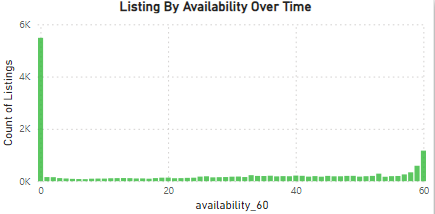 Listing By Availability Over Time
6K
4K
2K
0K
Count of Listings
0 20 40 60
availability_60